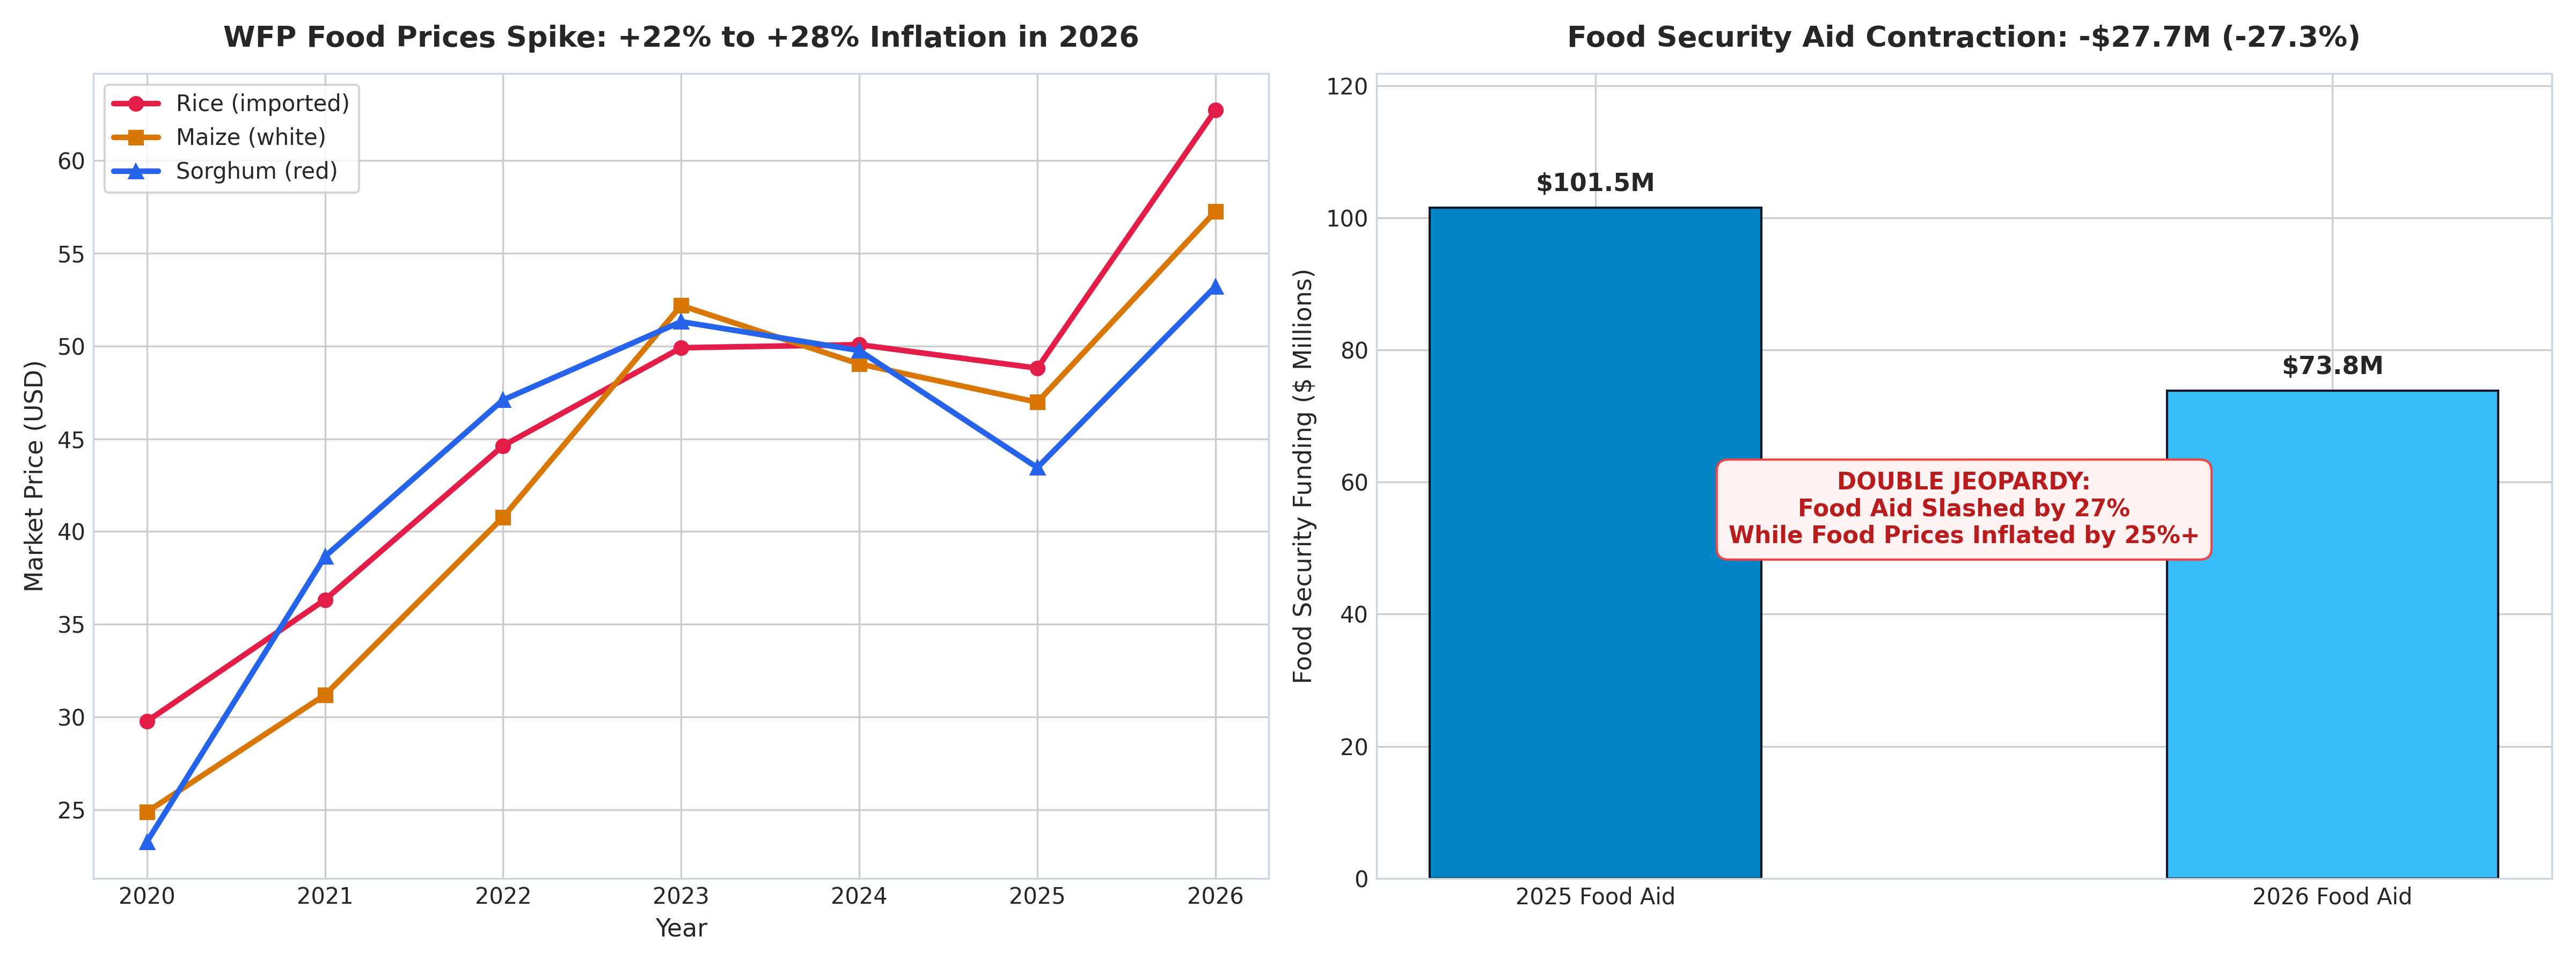 WFP Food Prices Spike: +22% to +28% Inflation in 2026
Rice (imported)
Maize (white)
Sorghum (red)
Market Price (USD)
60
55
50
45
40
35
30
25
2020 2021 2022 2023 2024 2025 2026
Year
Food Security Aid Contraction: -$27.7M (-27.3%)
Food Security Funding ($ Millions)
120
100
80
60
40
20
0
$101.5M
$73.8M
DOUBLE JEOPARDY:
Food Aid Slashed by 27%
While Food Prices Inflated by 25%+
2025 Food Aid 2026 Food Aid